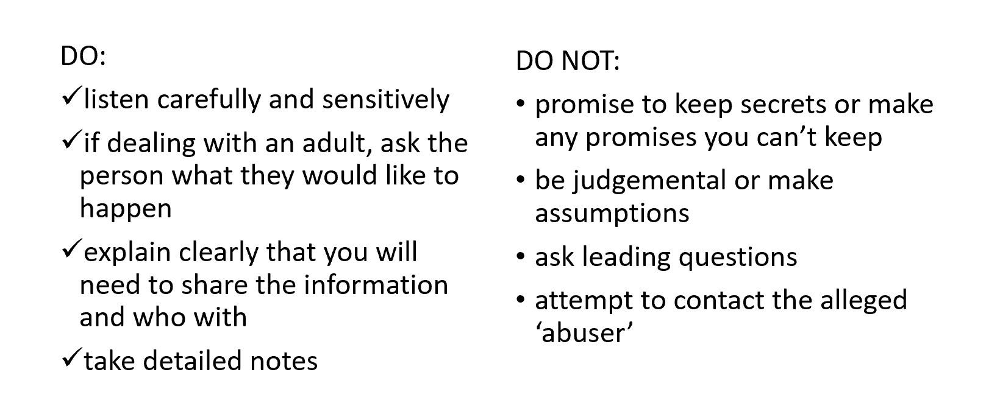 DO:
✓listen carefully and sensitively
✓if dealing with an adult, ask the
person what they would like to
happen
✓explain clearly that you will
need to share the information
and who with
✓take detailed notes
DO NOT:
• promise to keep secrets or make
any promises you can’t keep
• be judgemental or make
assumptions
• ask leading questions
• attempt to contact the alleged
‘abuser’